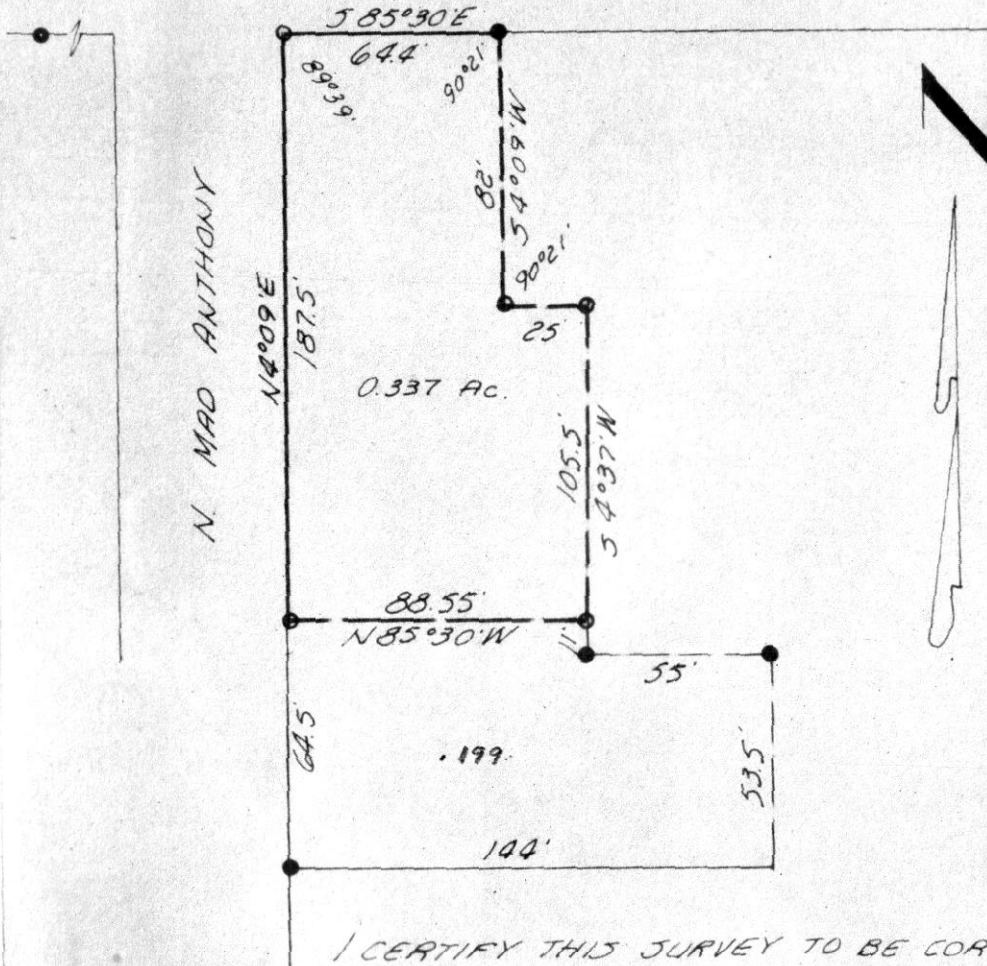 S 85°30'E
64.4'
89°39'
90°21'
82'
S 4°09'W
90°21'
25'
N MAD ANTHONY
N4°09'E
187.5'
0.337 AC.
105.5'
S 4°37'W
88.55'
N85°30'W
11'
55'
64.5'
.199
53.5'
144'
I CERTIFY THIS SURVEY TO BE COR